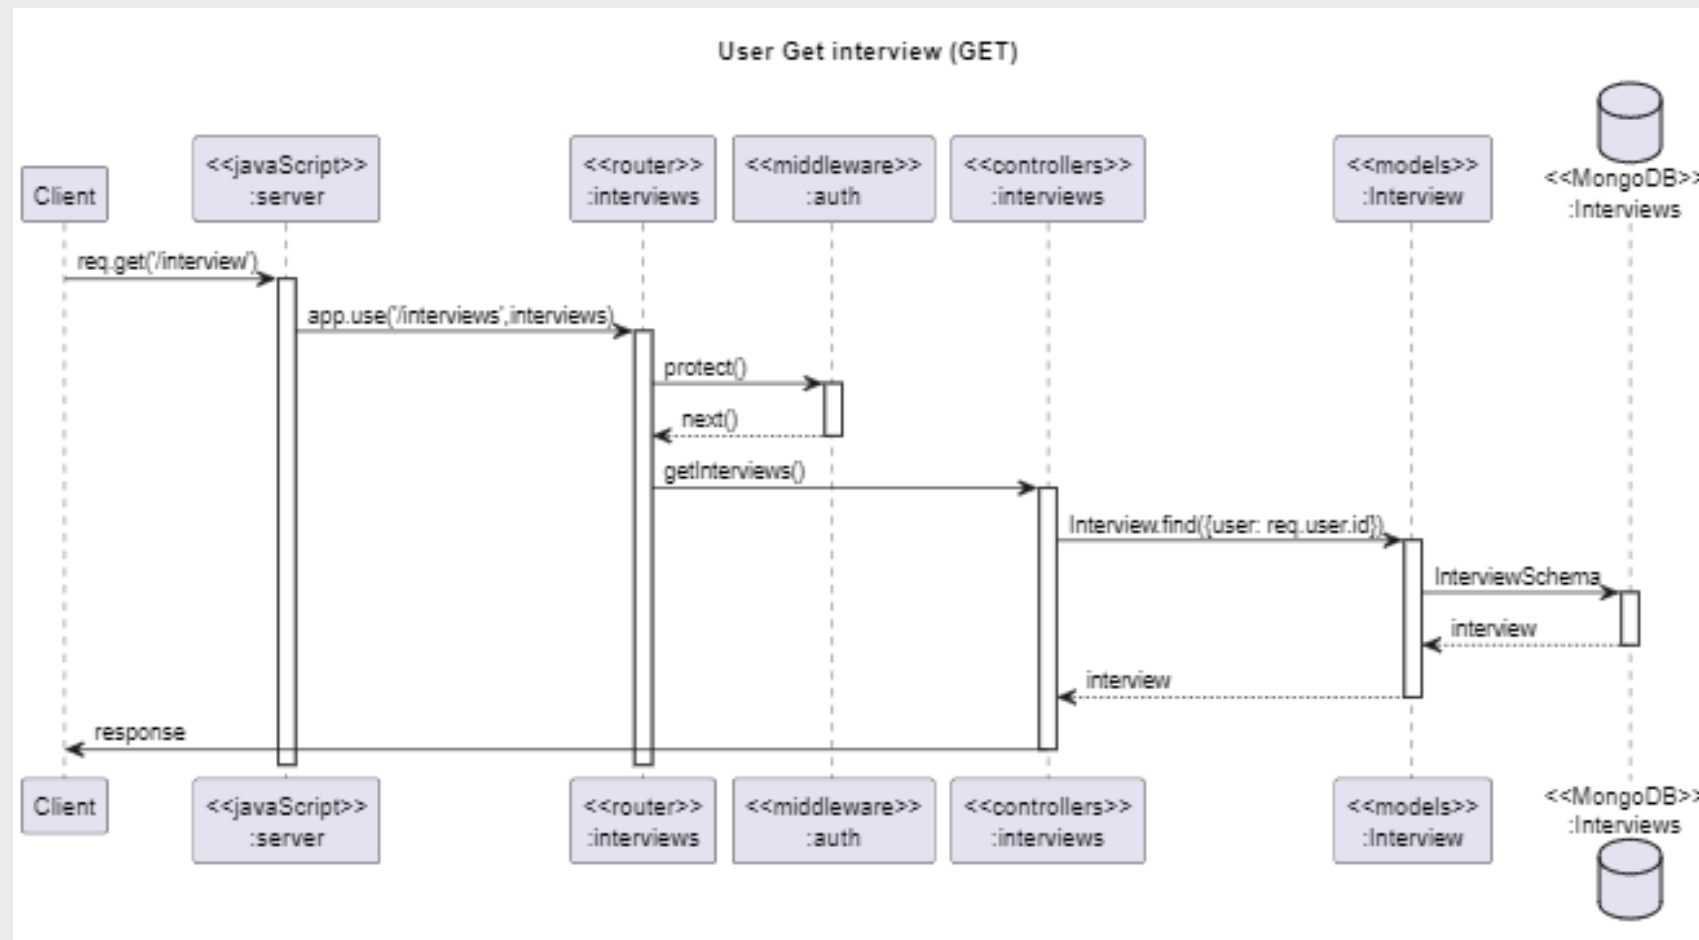 User Get interview (GET)
Client
<<javaScript>>
:server
<<router>>
:interviews
<<middleware>>
:auth
<<controllers>>
:interviews
<<models>>
:Interview
<<MongoDB>>
:Interviews
req.get('/interview')
app.use('/interviews',interviews)
protect()
next()
getInterviews()
Interview.find({user: req.user.id})
InterviewSchema
interview
interview
response
Client
<<javaScript>>
:server
<<router>>
:interviews
<<middleware>>
:auth
<<controllers>>
:interviews
<<models>>
:Interview
<<MongoDB>>
:Interviews